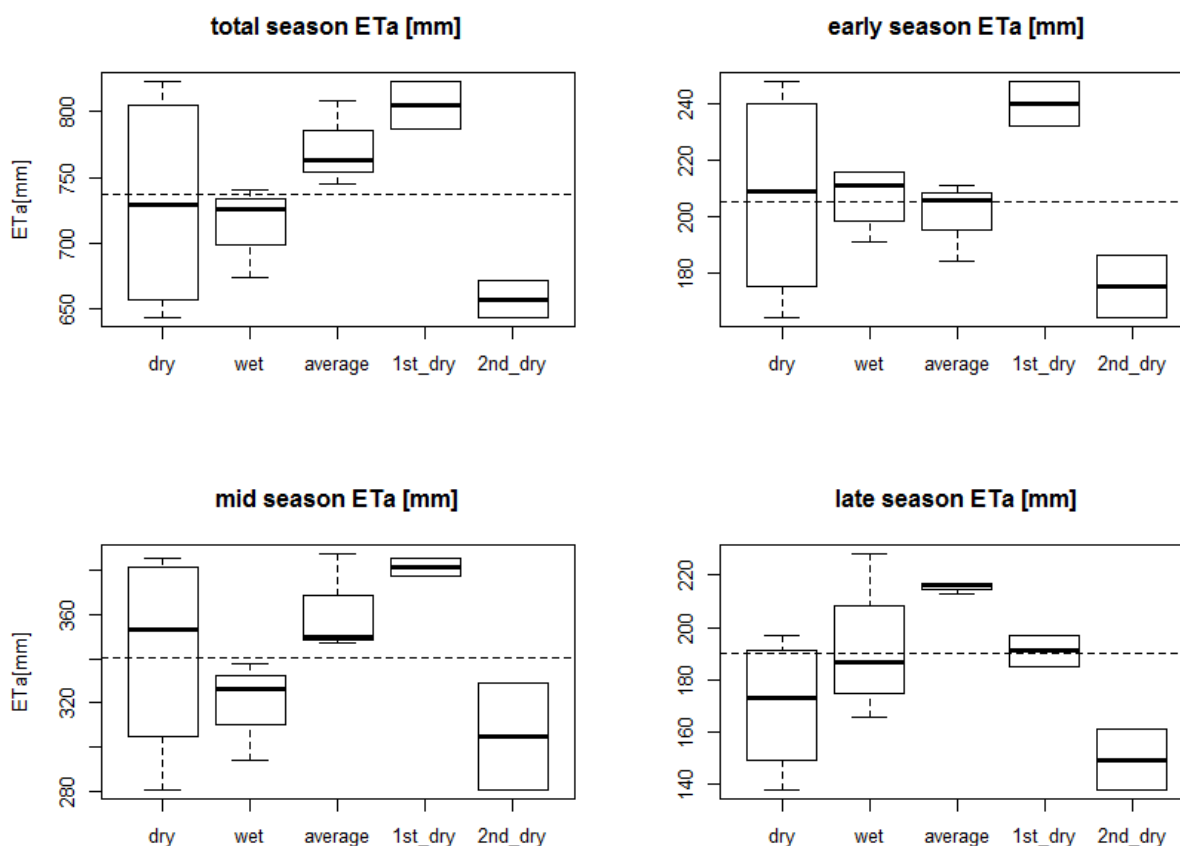 total season ETa [mm]
ETa[mm]
800
750
700
650
dry wet average 1st_dry 2nd_dry
early season ETa [mm]
240
220
200
180
dry wet average 1st_dry 2nd_dry
mid season ETa [mm]
ETa[mm]
360
320
280
dry wet average 1st_dry 2nd_dry
late season ETa [mm]
220
200
180
160
140
dry wet average 1st_dry 2nd_dry